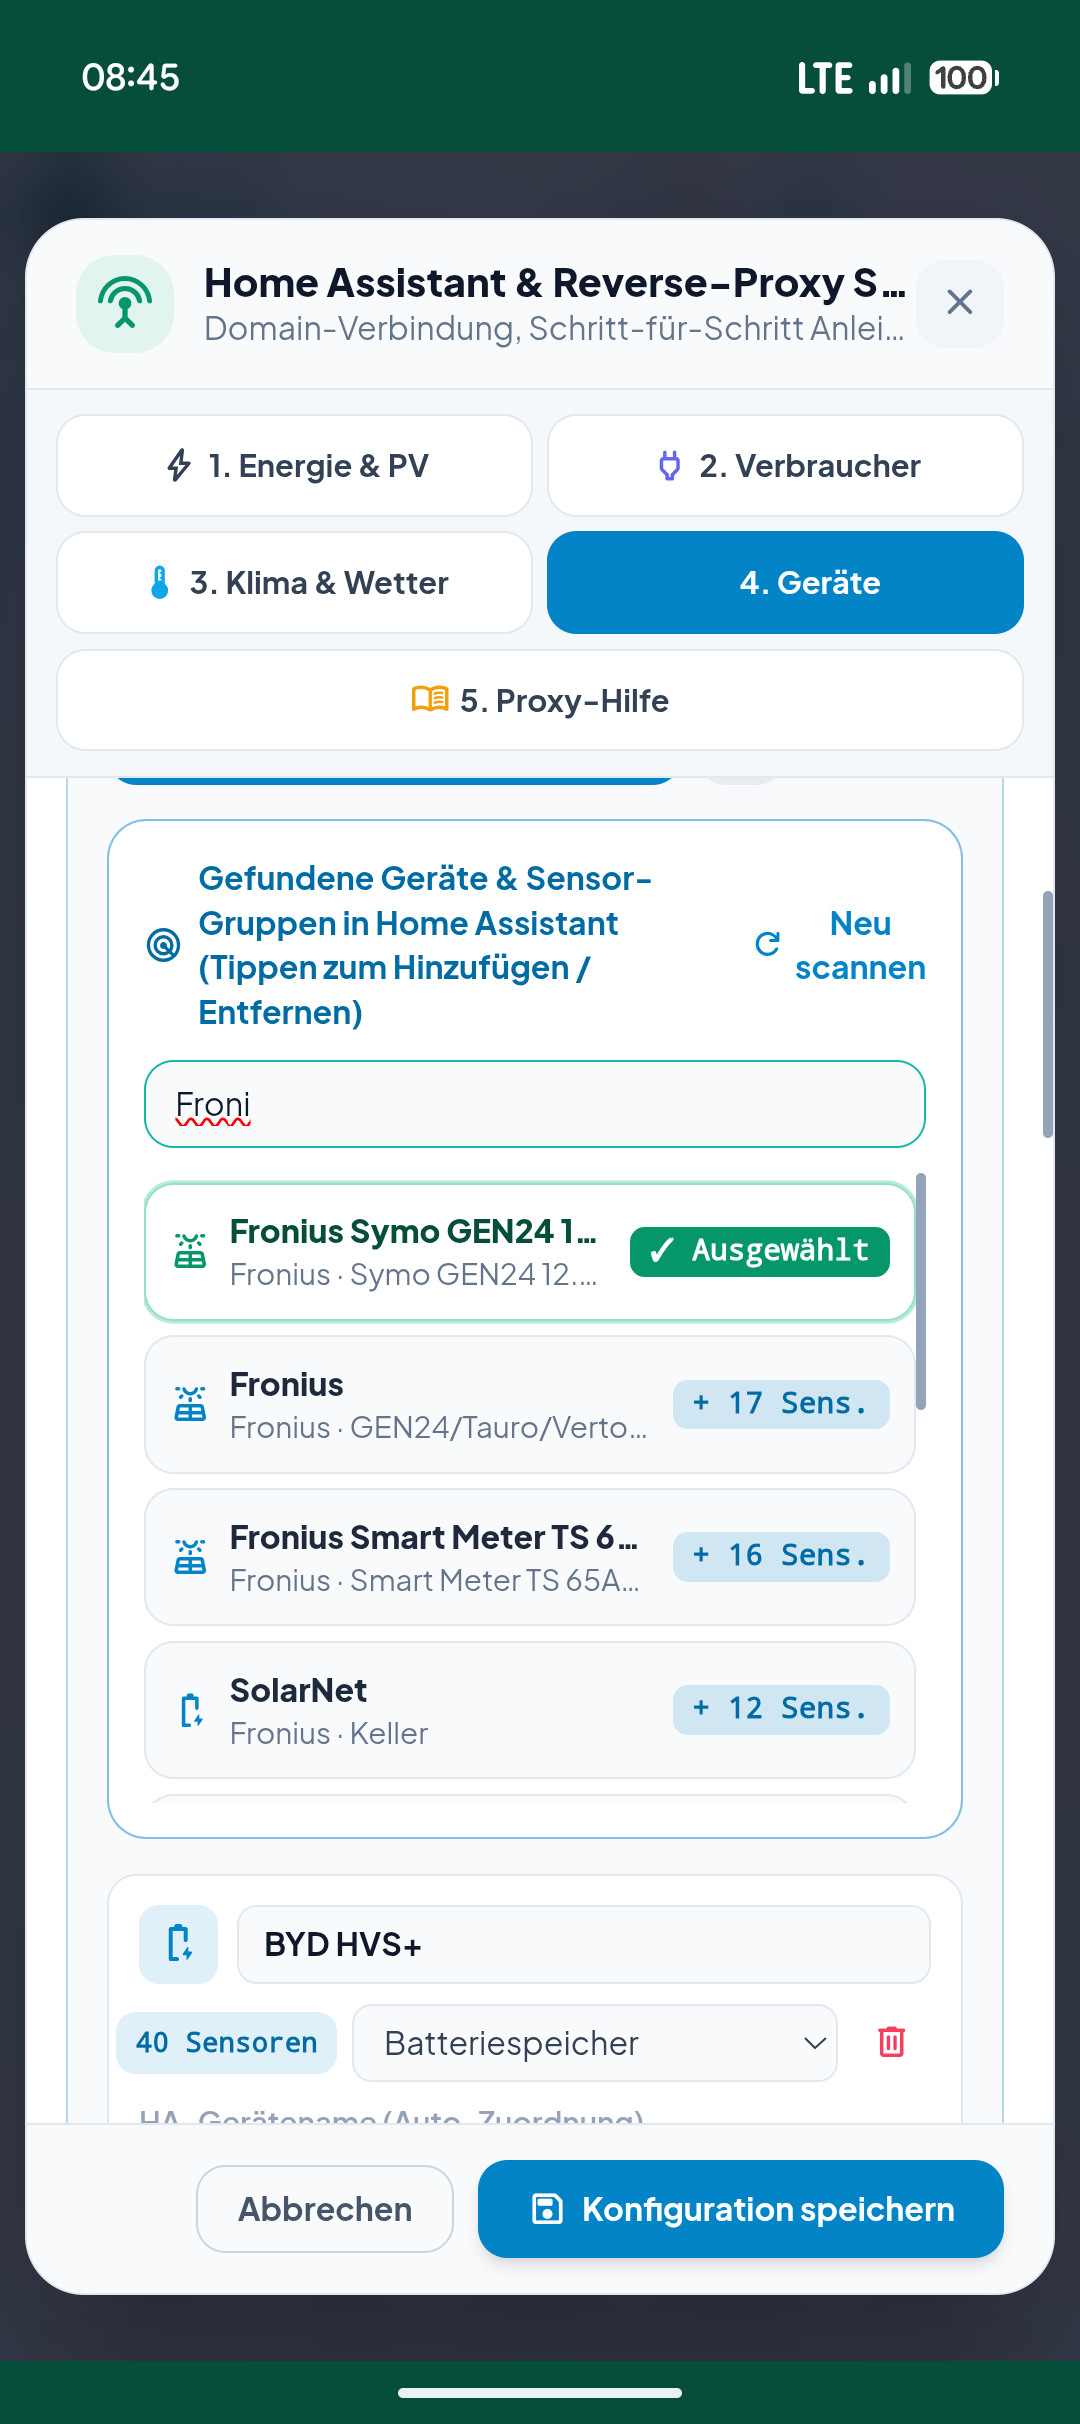 08:45
LTE
100
Home Assistant & Reverse-Proxy S...
Domain-Verbindung, Schritt-für-Schritt Anlei...
1. Energie & PV
2. Verbraucher
3. Klima & Wetter
4. Geräte
5. Proxy-Hilfe
Gefundene Geräte & Sensor-
Gruppen in Home Assistant
(Tippen zum Hinzufügen /
Entfernen)
Neu
scannen
Froni
Fronius Symo GEN24 1...
Fronius · Symo GEN24 12....
✓ Ausgewählt
Fronius
Fronius · GEN24/Tauro/Verto...
+ 17 Sens.
Fronius Smart Meter TS 6...
Fronius · Smart Meter TS 65A...
+ 16 Sens.
SolarNet
Fronius · Keller
+ 12 Sens.
BYD HVS+
40 Sensoren
Batteriespeicher
HA-Gerätename (Auto-Zuordnung)
Abbrechen
Konfiguration speichern